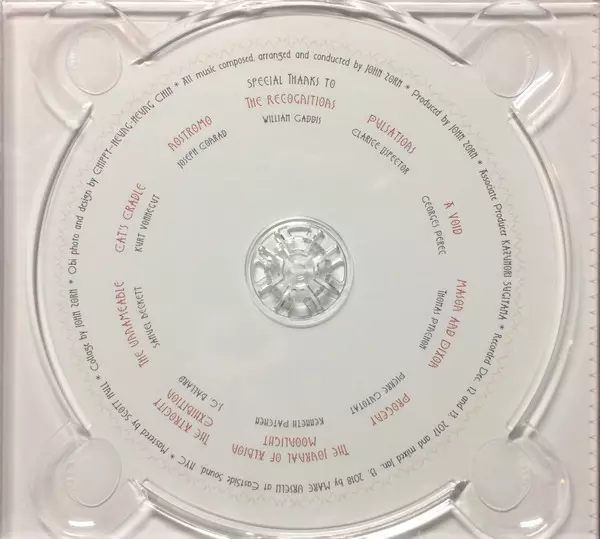 All music composed, arranged and conducted by JOHN ZORN * Produced by JOHN ZORN * Associate Producer KAZUNORI SUGIYAMA * Recorded Dec. 12 and 13, 2017 and mixed Jan. 13, 2018 by MARC URSELLI at EastSide Sound, NYC * Mastered by SCOTT HULL * Collage by JOHN ZORN * Obi photo and design by CHIPPY-HEUNG-HEUNG CHIN *
SPECIAL THANKS TO
THE RECOGNITIONS
WILLIAM GADDIS
PULSATIONS
CLARICE LISPECTOR
A VOID
GEORGES PEREC
MASON AND DIXON
THOMAS PYNCHON
PROGENY
PIERRE GUYOTAT
THE JOURNAL OF ALBION
MOONLIGHT
KENNETH PATCHEN
THE ATROCITY
EXHIBITION
J.G. BALLARD
THE UNNAMEABLE
SAMUEL BECKETT
CAT'S CRADLE
KURT VONNEGUT
NOSTROMO
JOSEPH CONRAD